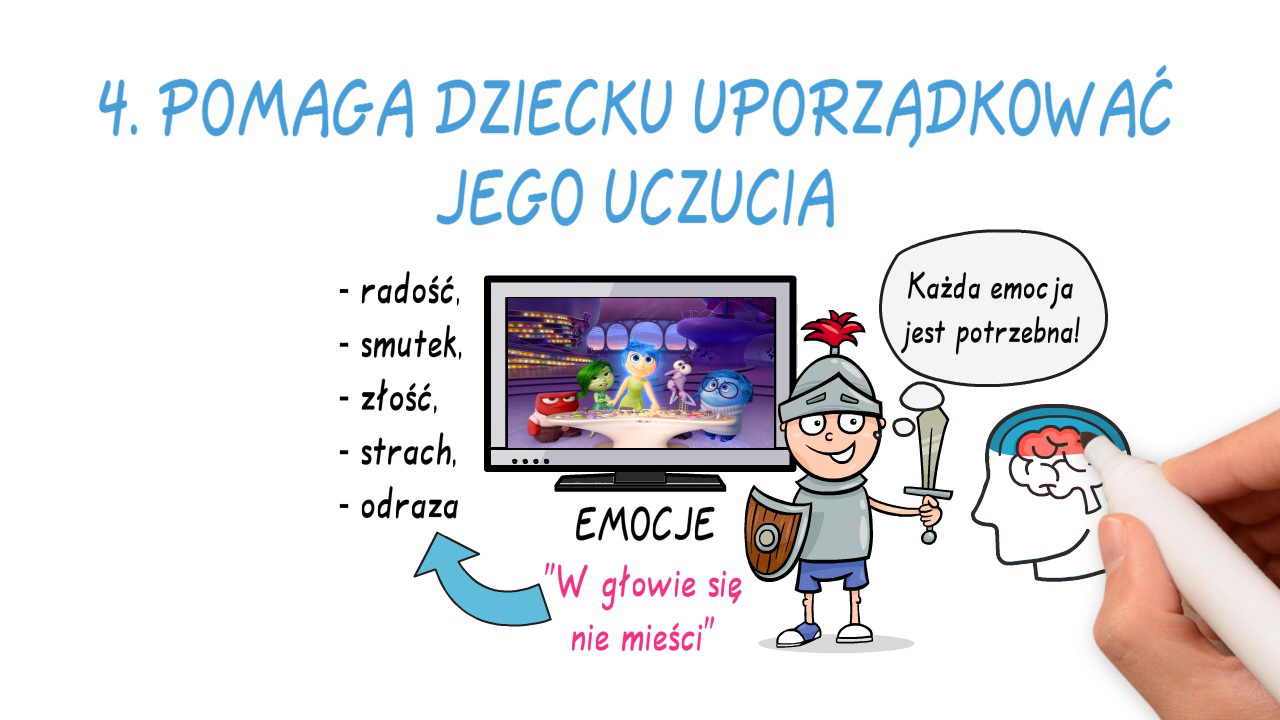 4. POMAGA DZIECKU UPORZĄDKOWAĆ
JEGO UCZUCIA
- radość,
- smutek,
- złość,
- strach,
- odraza
Każda emocja
jest potrzebna!
EMOCJE
"W głowie się
nie mieści"